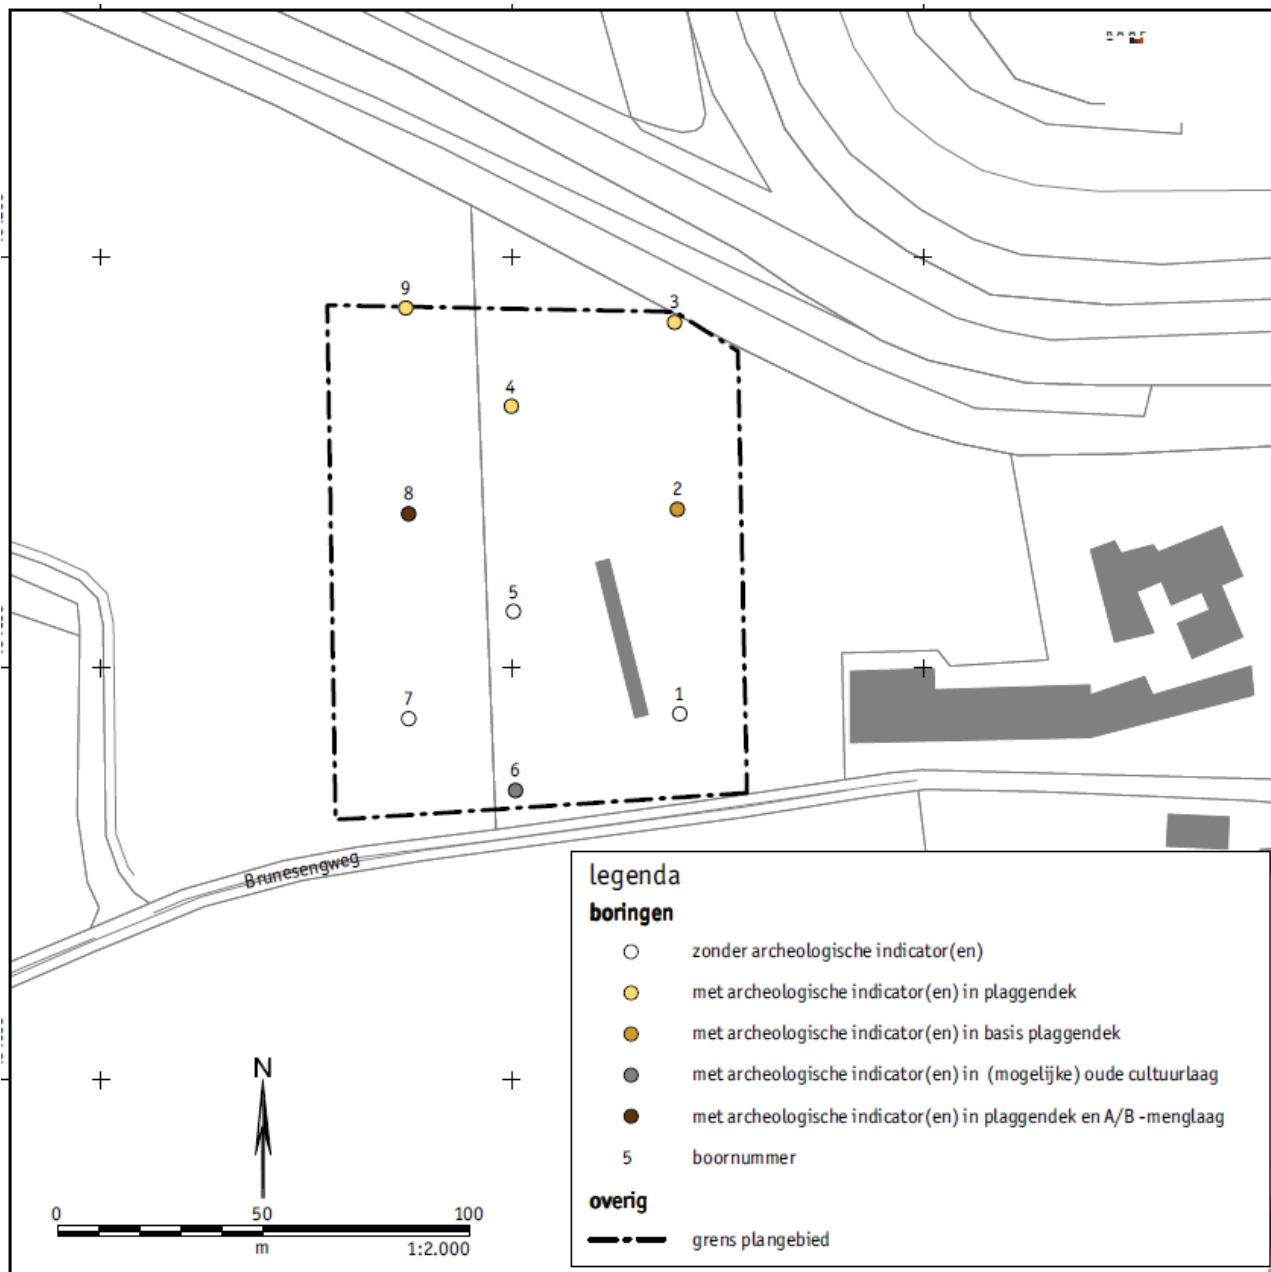 RAAP
9
3
4
8
2
5
7
1
6
Brunesengweg
N
0 50 100
m 1:2.000
legenda
boringen
zonder archeologische indicator(en)
met archeologische indicator(en) in plaggendek
met archeologische indicator(en) in basis plaggendek
met archeologische indicator(en) in (mogelijke) oude cultuurlaag
met archeologische indicator(en) in plaggendek en A/B -menglaag
5 boornummer
overig
grens plangebied